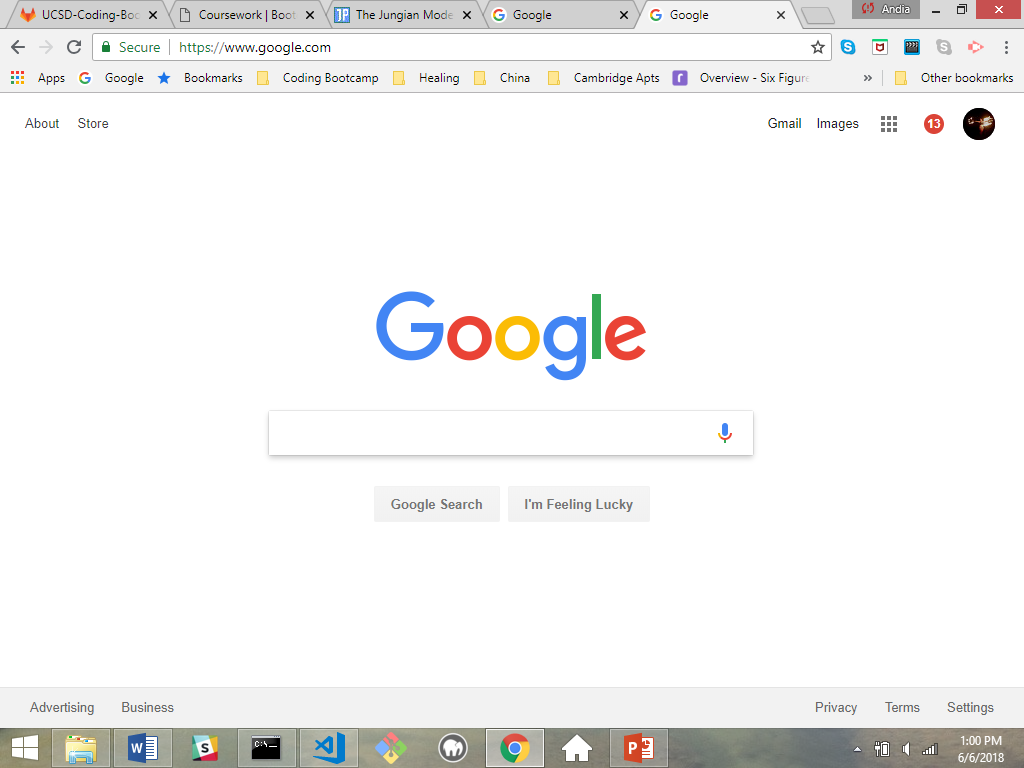 UCSD-Coding-Boo
Coursework | Boot
The Jungian Mode
Google
Google
Andia
Secure
https://www.google.com
Apps
Google
Bookmarks
Coding Bootcamp
Healing
China
Cambridge Apts
r
Overview - Six Figure
»
Other bookmarks
About
Store
Gmail
Images
13
Google
Google Search
I'm Feeling Lucky
Advertising
Business
Privacy
Terms
Settings
C:\_
1:00 PM
6/6/2018